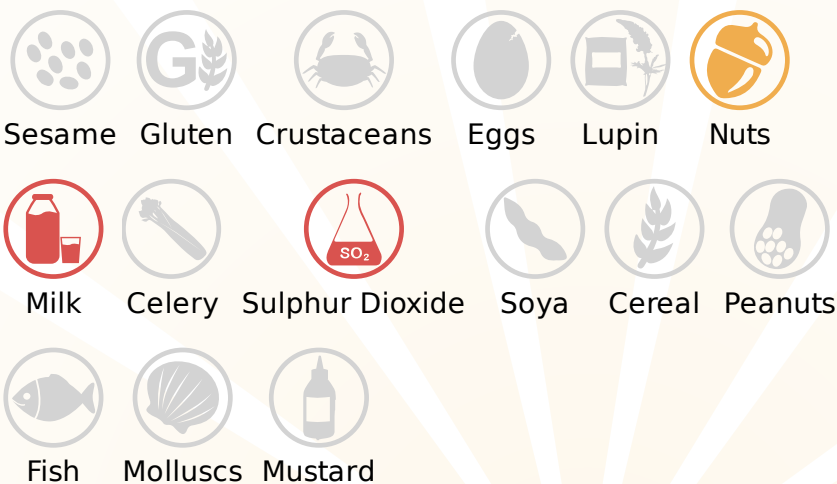 G
Sesame Gluten Crustaceans Eggs Lupin Nuts
SO₂
Milk Celery Sulphur Dioxide Soya Cereal Peanuts
Fish Molluscs Mustard